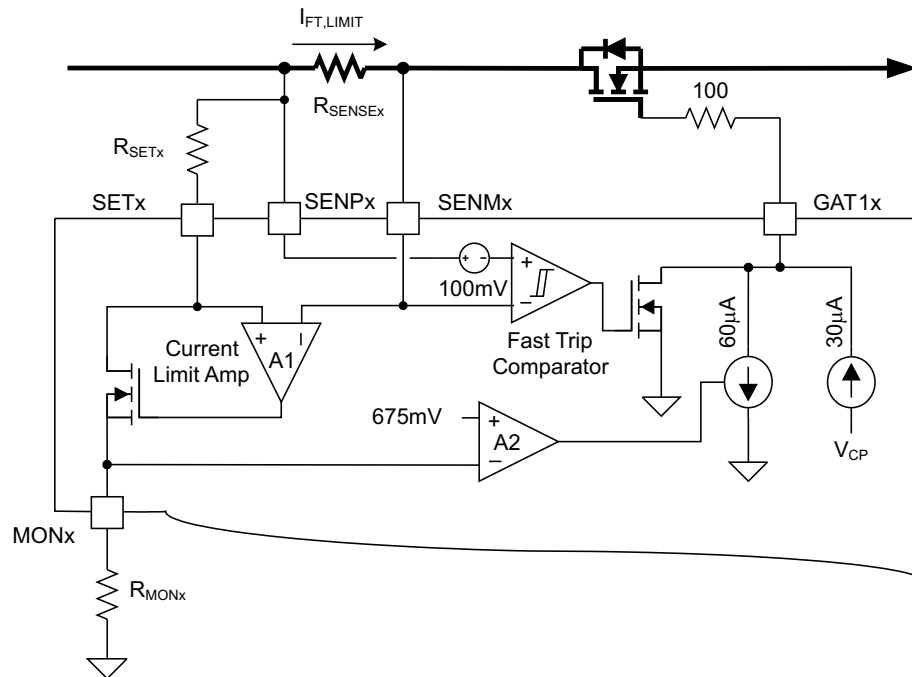 I_FT,LIMIT
R_SENSEx
100
R_SETx
SETx
SENPx
SENMx
GAT1x
+ -
100mV
+
−
Fast Trip
Comparator
60µA
30µA
V_CP
Current
Limit Amp
+ −
A1
675mV
+
A2
−
MONx
R_MONx